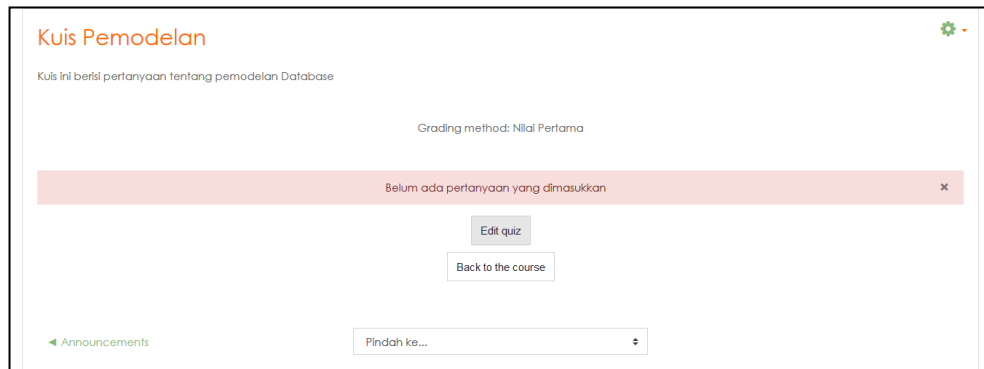 Kuis Pemodelan
Kuis ini berisi pertanyaan tentang pemodelan Database
Grading method: Nilai Pertama
Belum ada pertanyaan yang dimasukkan ×
Edit quiz
Back to the course
◄ Announcements
Pindah ke...